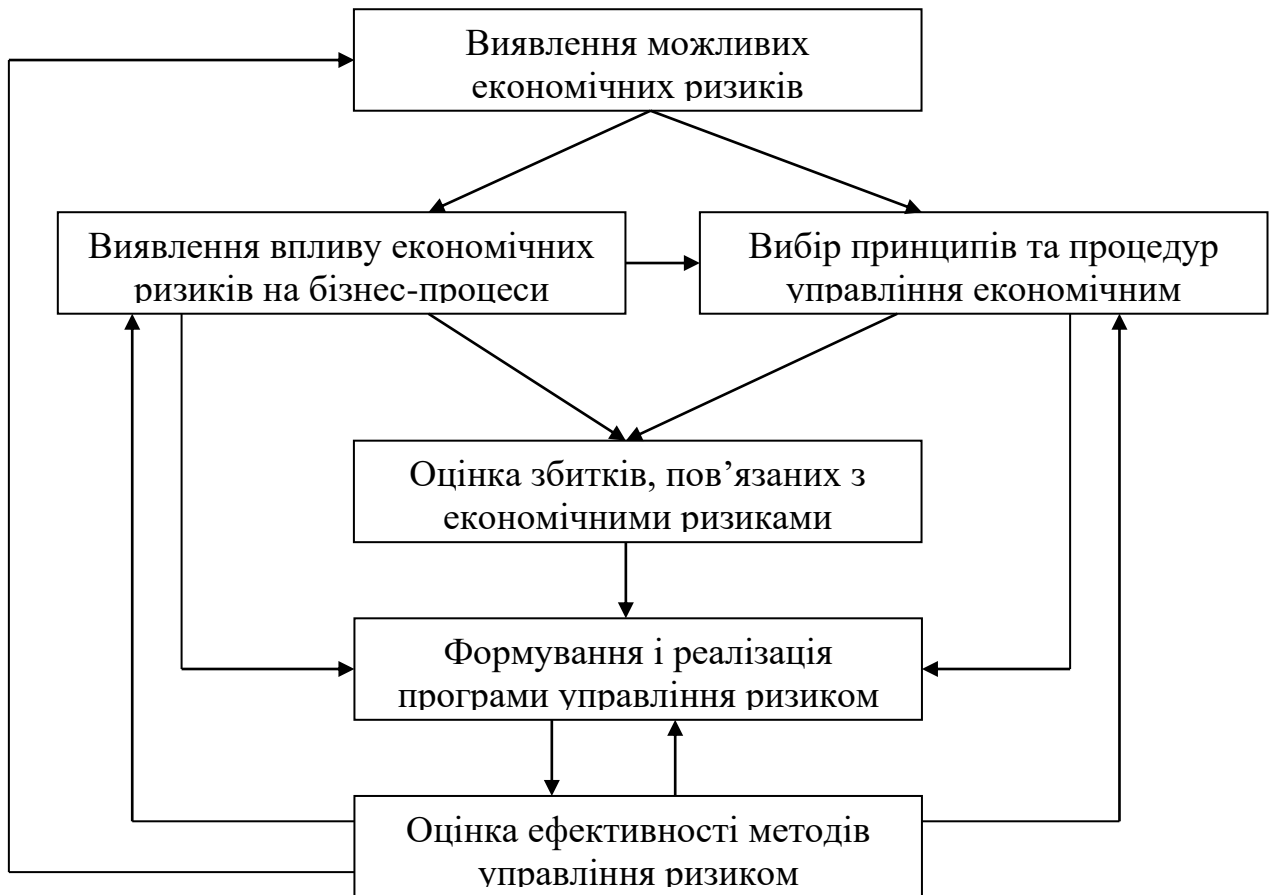 Виявлення можливих
економічних ризиків
Виявлення впливу економічних
ризиків на бізнес-процеси
Вибір принципів та процедур
управління економічним
Оцінка збитків, пов’язаних з
економічними ризиками
Формування і реалізація
програми управління ризиком
Оцінка ефективності методів
управління ризиком